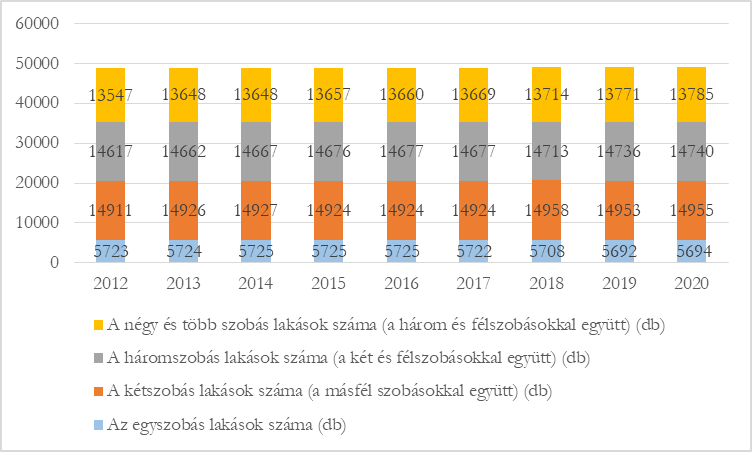 60000
50000
40000
30000
20000
10000
0
13547 13648 13648 13657 13660 13669 13714 13771 13785
14617 14662 14667 14676 14677 14677 14713 14736 14740
14911 14926 14927 14924 14924 14924 14958 14953 14955
5723 5724 5725 5725 5725 5722 5708 5692 5694
2012 2013 2014 2015 2016 2017 2018 2019 2020
A négy és több szobás lakások száma (a három és félszobásokkal együtt) (db)
A háromszobás lakások száma (a két és félszobásokkal együtt) (db)
A kétszobás lakások száma (a másfél szobásokkal együtt) (db)
Az egyszobás lakások száma (db)